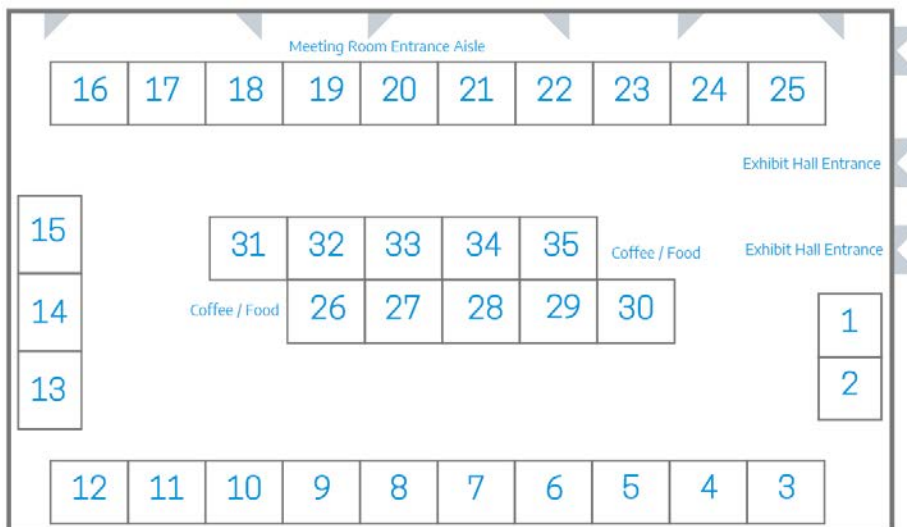 Meeting Room Entrance Aisle
16 17 18 19 20 21 22 23 24 25
Exhibit Hall Entrance
15
31 32 33 34 35 Coffee / Food Exhibit Hall Entrance
14 Coffee / Food 26 27 28 29 30 1
13 2
12 11 10 9 8 7 6 5 4 3